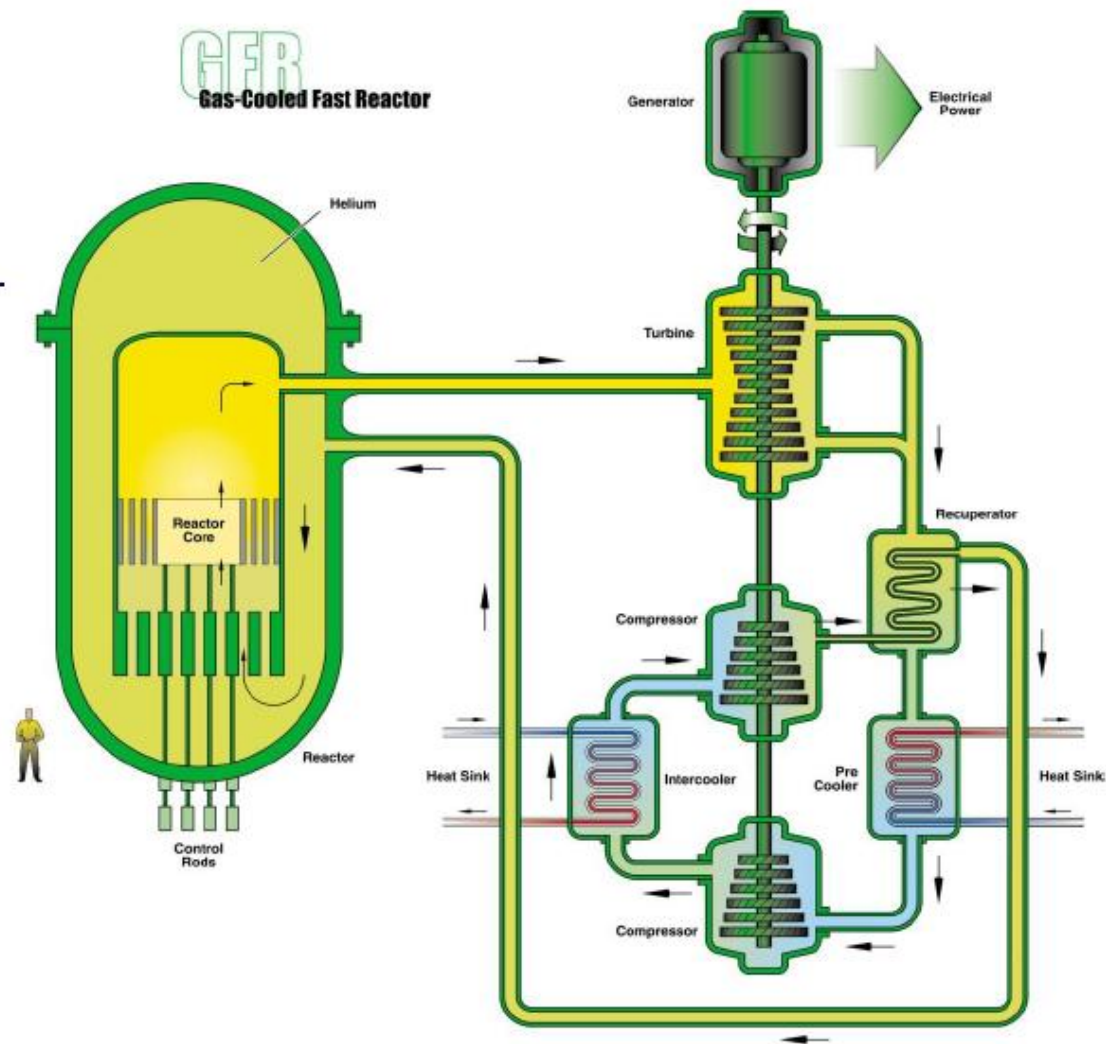 GFR
Gas-Cooled Fast Reactor
Generator
Electrical
Power
Helium
Turbine
Recuperator
Reactor
Core
Compressor
Reactor
Heat Sink
Intercooler
Pre
Cooler
Heat Sink
Control
Rods
Compressor